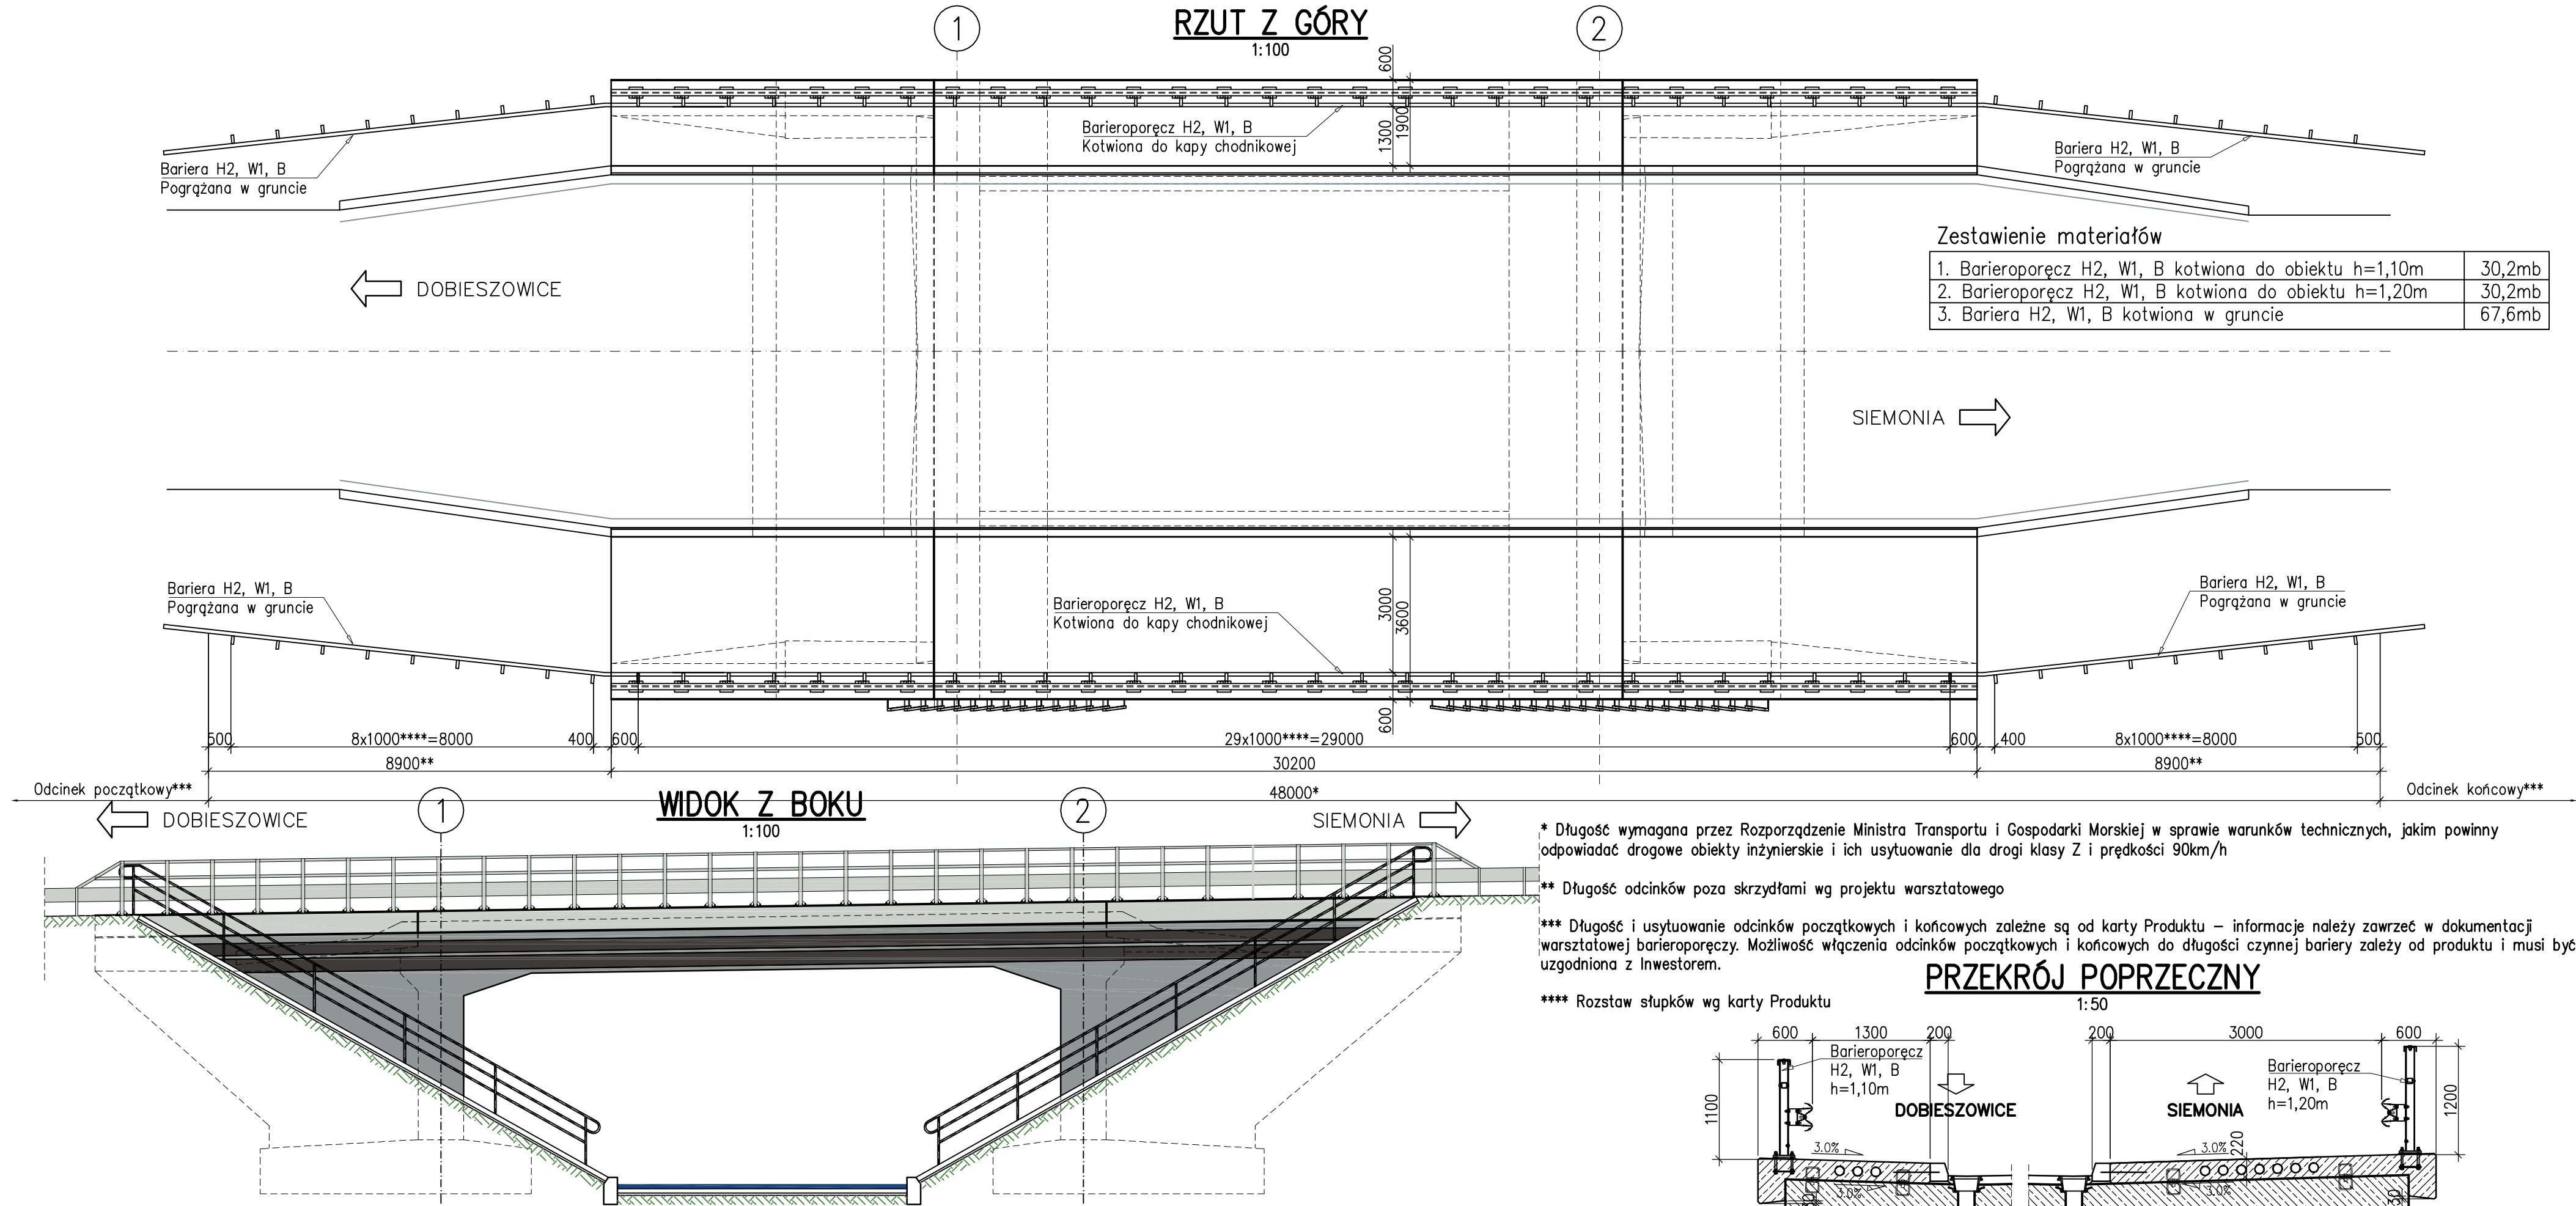 1
RZUT Z GÓRY
1:100
2
600
1300
1900
Barieroporęcz H2, W1, B
Kotwiona do kapy chodnikowej
Bariera H2, W1, B
Pogrążana w gruncie
Bariera H2, W1, B
Pogrążana w gruncie
Zestawienie materiałów
1. Barieroporęcz H2, W1, B kotwiona do obiektu h=1,10m 30,2mb
2. Barieroporęcz H2, W1, B kotwiona do obiektu h=1,20m 30,2mb
3. Bariera H2, W1, B kotwiona w gruncie 67,6mb
DOBIESZOWICE
SIEMONIA
Bariera H2, W1, B
Pogrążana w gruncie
Barieroporęcz H2, W1, B
Kotwiona do kapy chodnikowej
3000
3600
600
Bariera H2, W1, B
Pogrążana w gruncie
500 8x1000****=8000 400 600 29x1000****=29000 600 400 8x1000****=8000 500
8900** 30200 8900**
Odcinek początkowy*** 48000* Odcinek końcowy***
DOBIESZOWICE
1
WIDOK Z BOKU
1:100
2
SIEMONIA
* Długość wymagana przez Rozporządzenie Ministra Transportu i Gospodarki Morskiej w sprawie warunków technicznych, jakim powinny
odpowiadać drogowe obiekty inżynierskie i ich usytuowanie dla drogi klasy Z i prędkości 90km/h
** Długość odcinków poza skrzydłami wg projektu warsztatowego
*** Długość i usytuowanie odcinków początkowych i końcowych zależne są od karty Produktu – informacje należy zawrzeć w dokumentacji
warsztatowej barieroporęczy. Możliwość włączenia odcinków początkowych i końcowych do długości czynnej bariery zależy od produktu i musi być
uzgodniona z Inwestorem.
**** Rozstaw słupków wg karty Produktu
PRZEKRÓJ POPRZECZNY
1:50
600 1300 200 200 3000 600
Barieroporęcz
H2, W1, B
h=1,10m
Barieroporęcz
H2, W1, B
h=1,20m
1100
DOBIESZOWICE
SIEMONIA
1200
3.0%
3.0%
220
3.0%
3.0%